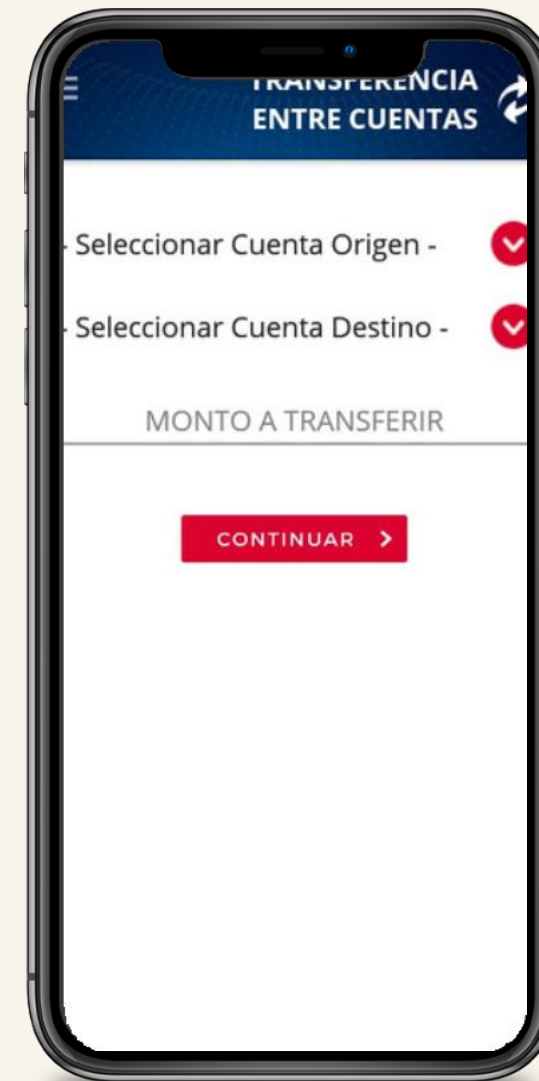 TRANSFERENCIA
ENTRE CUENTAS
- Seleccionar Cuenta Origen -
- Seleccionar Cuenta Destino -
MONTO A TRANSFERIR
CONTINUAR